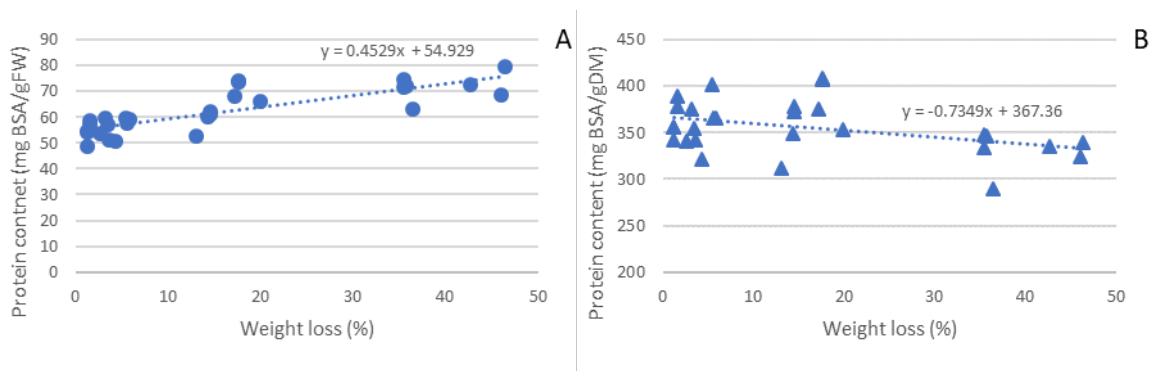 A
y = 0.4529x + 54.929
Protein contnet (mg BSA/gFW)
90
80
70
60
50
40
30
20
10
0
0 10 20 30 40 50
Weight loss (%)
B
y = -0.7349x + 367.36
Protein content (mg BSA/gDM)
450
400
350
300
250
200
0 10 20 30 40 50
Weight loss (%)